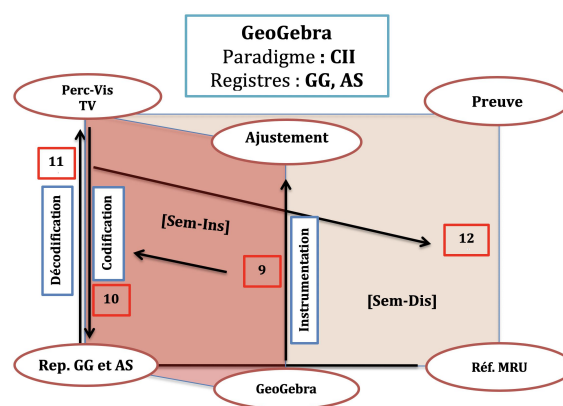 GeoGebra
Paradigme : CII
Registres : GG, AS
Perc-Vis
TV
Preuve
Ajustement
11
Décodification
Codification
[Sem-Ins]
12
9
Instrumentation
10
[Sem-Dis]
Rep. GG et AS
GeoGebra
Réf. MRU